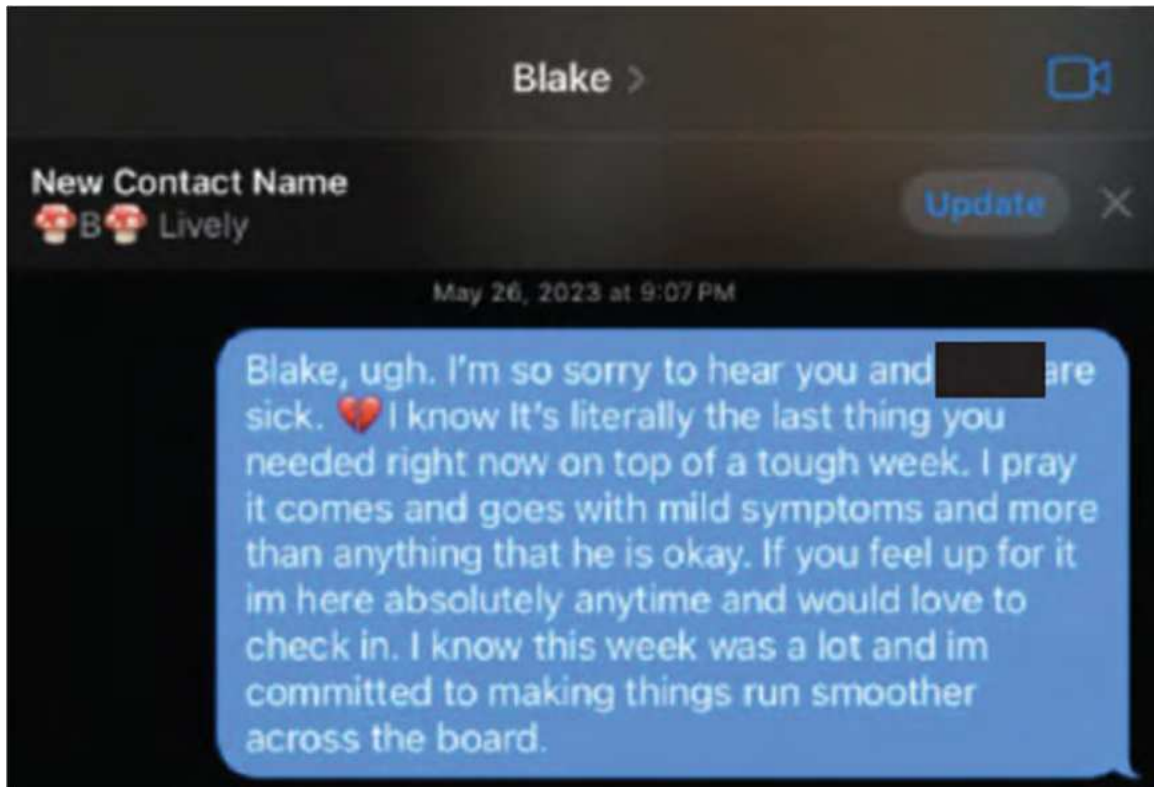 Blake >
New Contact Name
🍄B🍄 Lively
Update
May 26, 2023 at 9:07 PM
Blake, ugh. I'm so sorry to hear you and are
sick. 💔 I know It's literally the last thing you
needed right now on top of a tough week. I pray
it comes and goes with mild symptoms and more
than anything that he is okay. If you feel up for it
im here absolutely anytime and would love to
check in. I know this week was a lot and im
committed to making things run smoother
across the board.